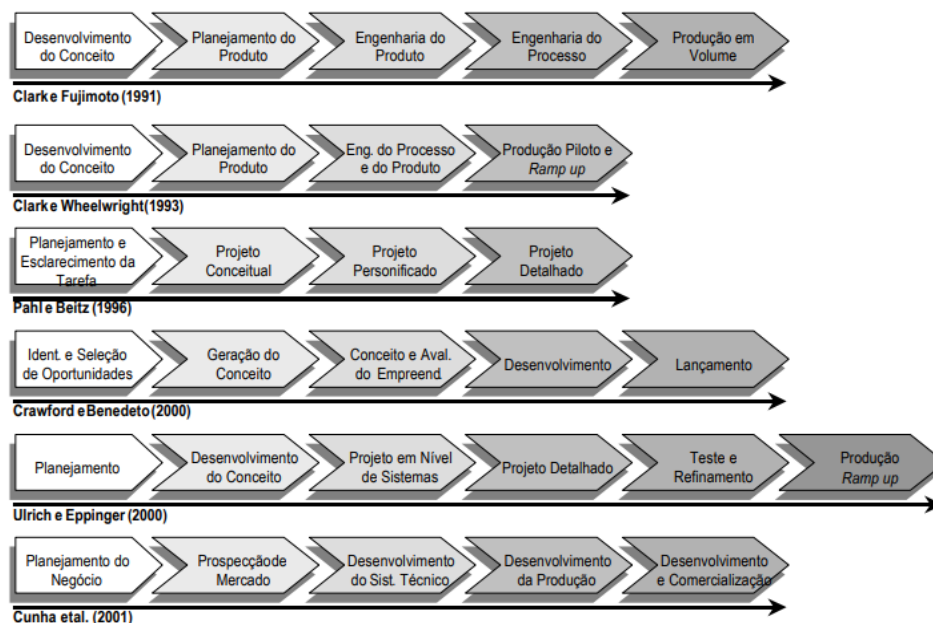 Desenvolvimento
do Conceito
Planejamento do
Produto
Engenharia do
Produto
Engenharia do
Processo
Produção em
Volume
Clark e Fujimoto (1991)
Desenvolvimento
do Conceito
Planejamento do
Produto
Eng. do Processo
e do Produto
Produção Piloto e
Ramp up
Clark e Wheelwright(1993)
Planejamento e
Esclarecimento da
Tarefa
Projeto
Conceitual
Projeto
Personificado
Projeto
Detalhado
Pahl e Beitz (1996)
Ident. e Seleção
de Oportunidades
Geração do
Conceito
Conceito e Aval.
do Empreend.
Desenvolvimento
Lançamento
Crawford e Benedeto (2000)
Planejamento
Desenvolvimento
do Conceito
Projeto em Nível
de Sistemas
Projeto Detalhado
Teste e
Refinamento
Produção
Ramp up
Ulrich e Eppinger (2000)
Planejamento do
Negócio
Prospecção de
Mercado
Desenvolvimento
do Sist. Técnico
Desenvolvimento
da Produção
Desenvolvimento
e Comercialização
Cunha etal. (2001)